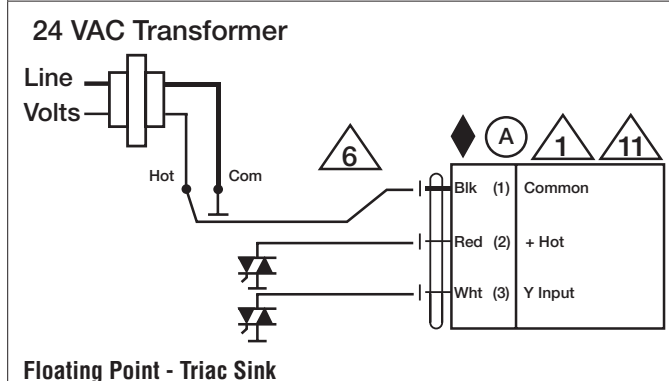 24 VAC Transformer
Line
Volts
Hot
Com
6
A
1
11
Blk (1) Common
Red (2) + Hot
Wht (3) Y Input
Floating Point - Triac Sink